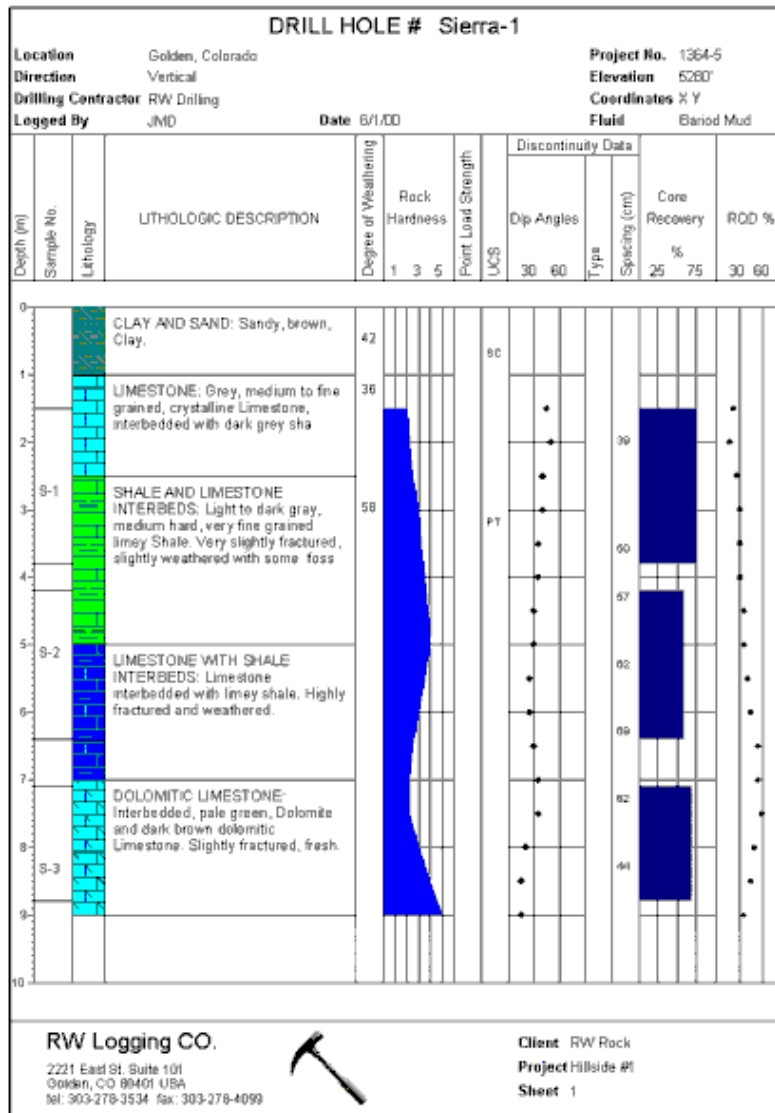 DRILL HOLE # Sierra-1
Location Golden, Colorado Project No. 1364-5
Direction Vertical Elevation 5280'
Drilling Contractor RW Drilling Coordinates X Y
Logged By JMD Date 6/1/00 Fluid Bariod Mud
Depth (m)
Sample No.
Lithology
LITHOLOGIC DESCRIPTION
Degree of Weathering
Rock
Hardness
1 3 5
Point Load Strength
UCS
Discontinuity Data
Dip Angles
30 60
Type
Spacing (cm)
Core
Recovery
%
25 75
RQD %
30 60
0
CLAY AND SAND: Sandy, brown,
Clay.
42
SC
1
36
LIMESTONE: Grey, medium to fine
grained, crystalline Limestone,
interbedded with dark grey sha
2
39
S-1
SHALE AND LIMESTONE
INTERBEDS: Light to dark gray,
medium hard, very fine grained
limey Shale. Very slightly fractured,
slightly weathered with some foss
3
58
PT
60
4
57
5
S-2
LIMESTONE WITH SHALE
INTERBEDS: Limestone
interbedded with limey shale. Highly
fractured and weathered.
62
6
69
7
DOLOMITIC LIMESTONE:
Interbedded, pale green, Dolomite
and dark brown dolomitic
Limestone. Slightly fractured, fresh.
52
8
S-3
44
9
10
RW Logging CO.
2221 East St. Suite 101
Golden, CO 80401 USA
tel: 303-278-3534 fax: 303-278-4099
Client RW Rock
Project Hillside #1
Sheet 1